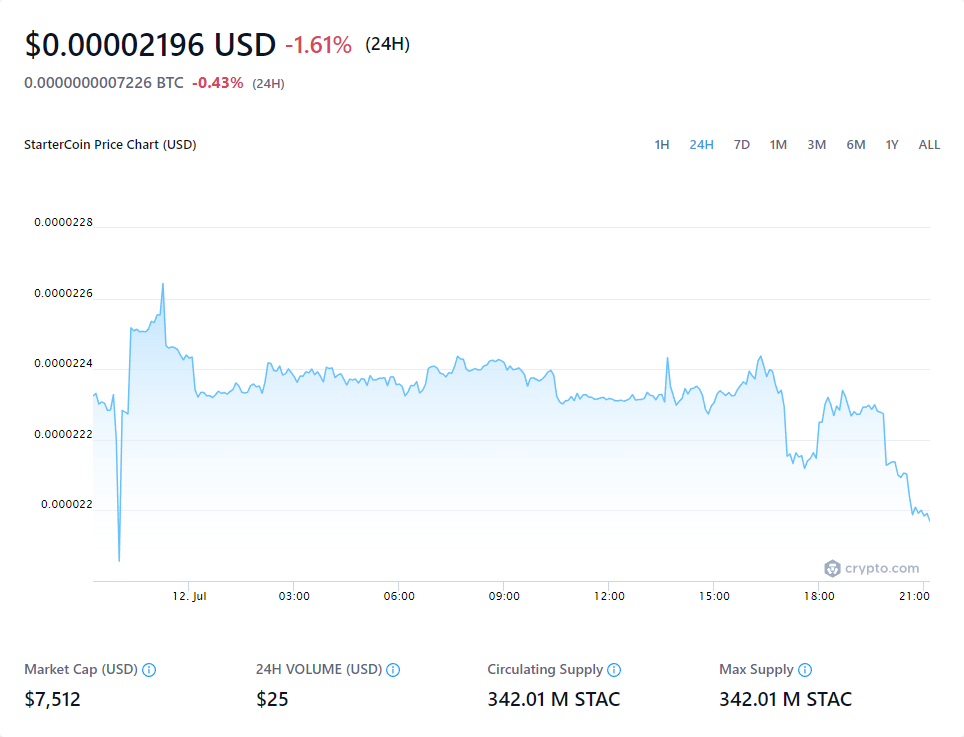 $0.00002196 USD -1.61% (24H)
0.0000000007226 BTC -0.43% (24H)
StarterCoin Price Chart (USD) 1H 24H 7D 1M 3M 6M 1Y ALL
0.0000228
0.0000226
0.0000224
0.0000222
0.000022
crypto.com
12. Jul 03:00 06:00 09:00 12:00 15:00 18:00 21:00
Market Cap (USD) 24H VOLUME (USD) Circulating Supply Max Supply
$7,512 $25 342.01 M STAC 342.01 M STAC